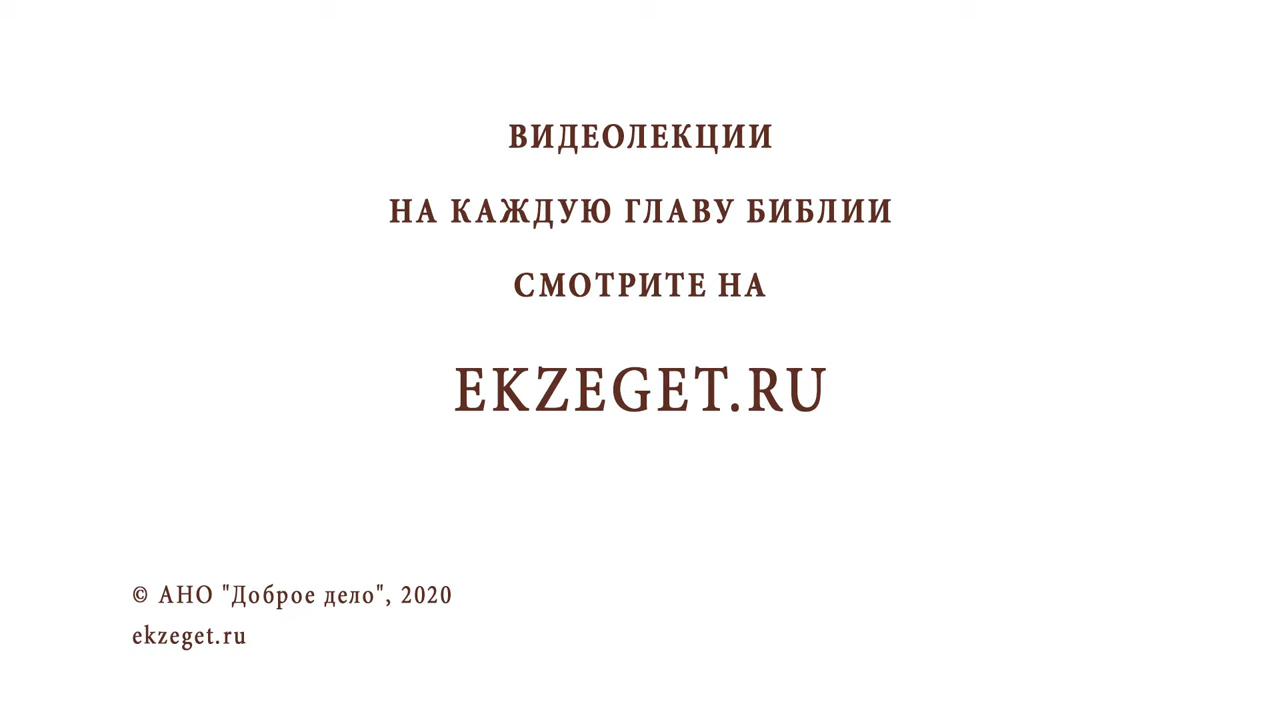 ВИДЕОЛЕКЦИИ
НА КАЖДУЮ ГЛАВУ БИБЛИИ
СМОТРИТЕ НА
EKZEGET.RU
© АНО "Доброе дело", 2020
ekzeget.ru